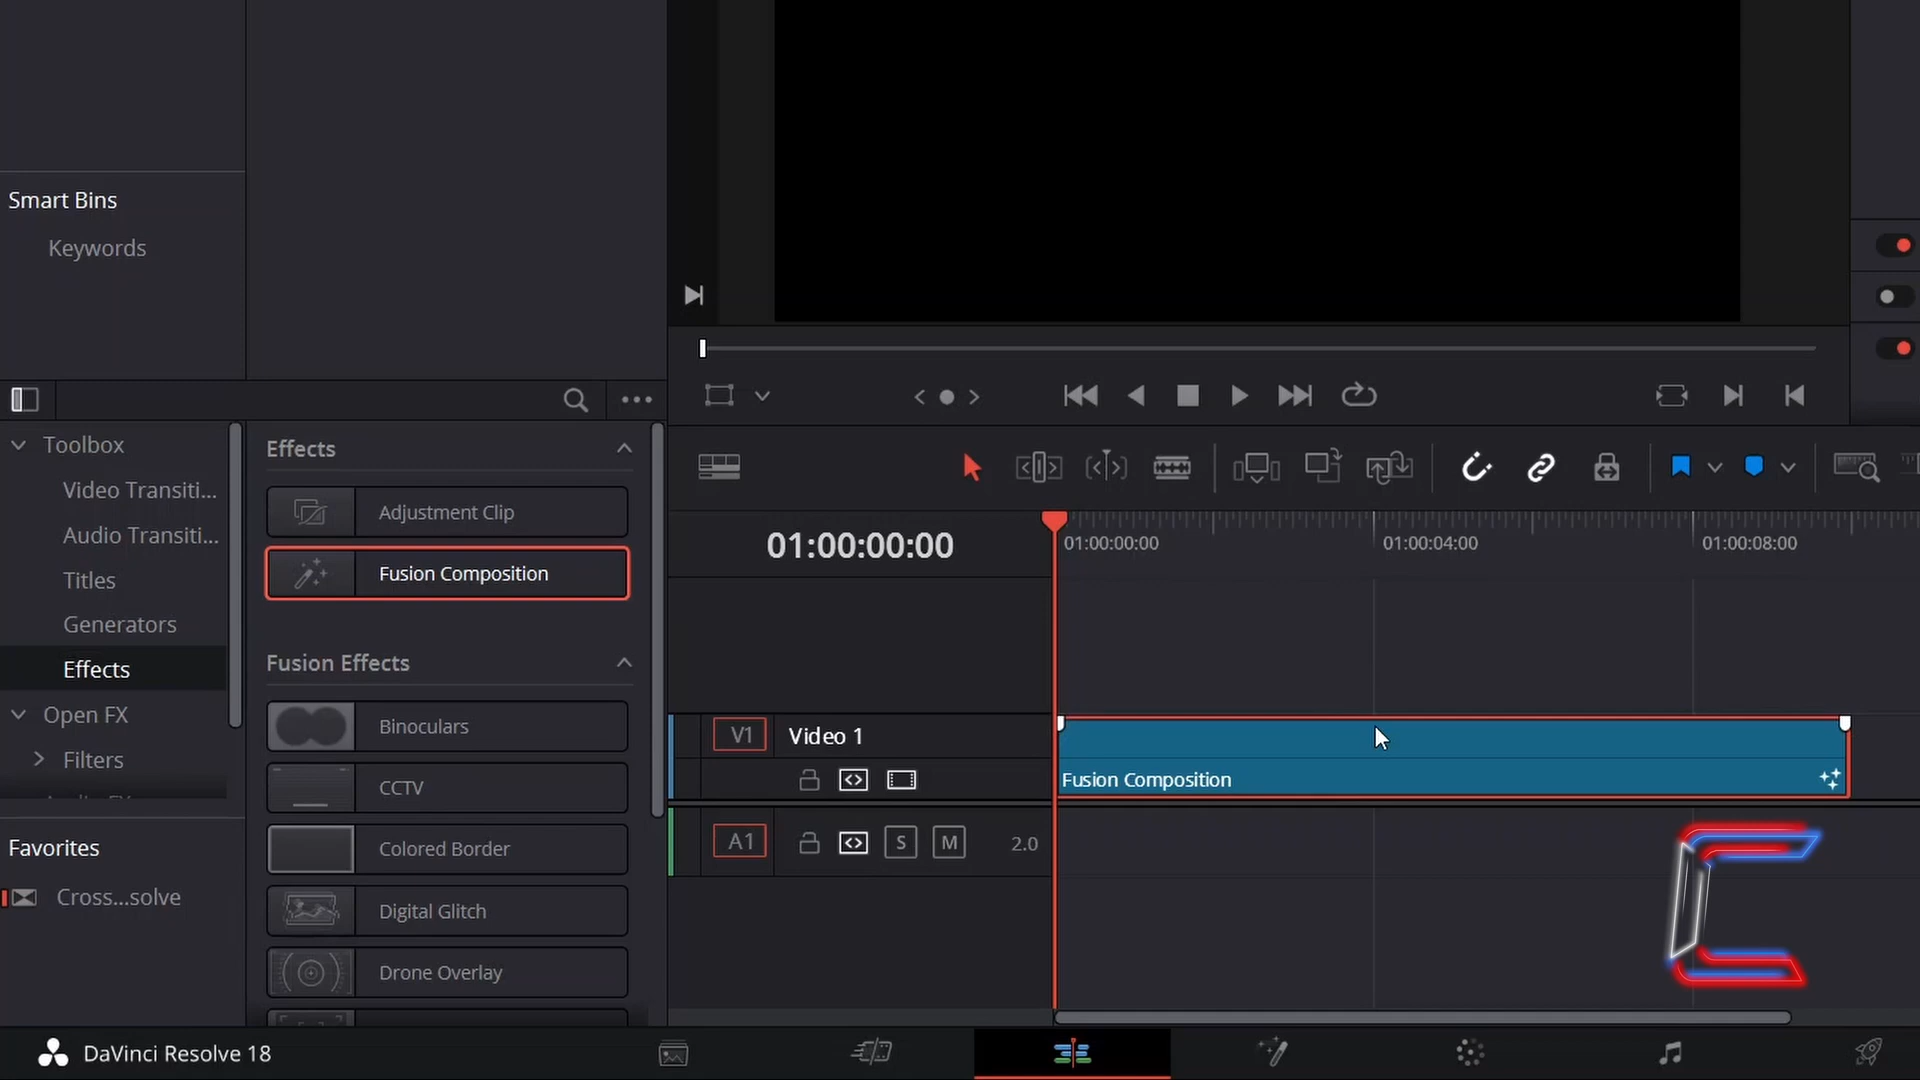 Smart Bins
Keywords
Toolbox
Video Transiti...
Audio Transiti...
Titles
Generators
Effects
Open FX
Filters
Favorites
Cross...solve
Effects
Adjustment Clip
Fusion Composition
Fusion Effects
Binoculars
CCTV
Colored Border
Digital Glitch
Drone Overlay
01:00:00:00
01:00:00:00
01:00:04:00
01:00:08:00
V1
Video 1
Fusion Composition
A1
S
M
2.0
DaVinci Resolve 18